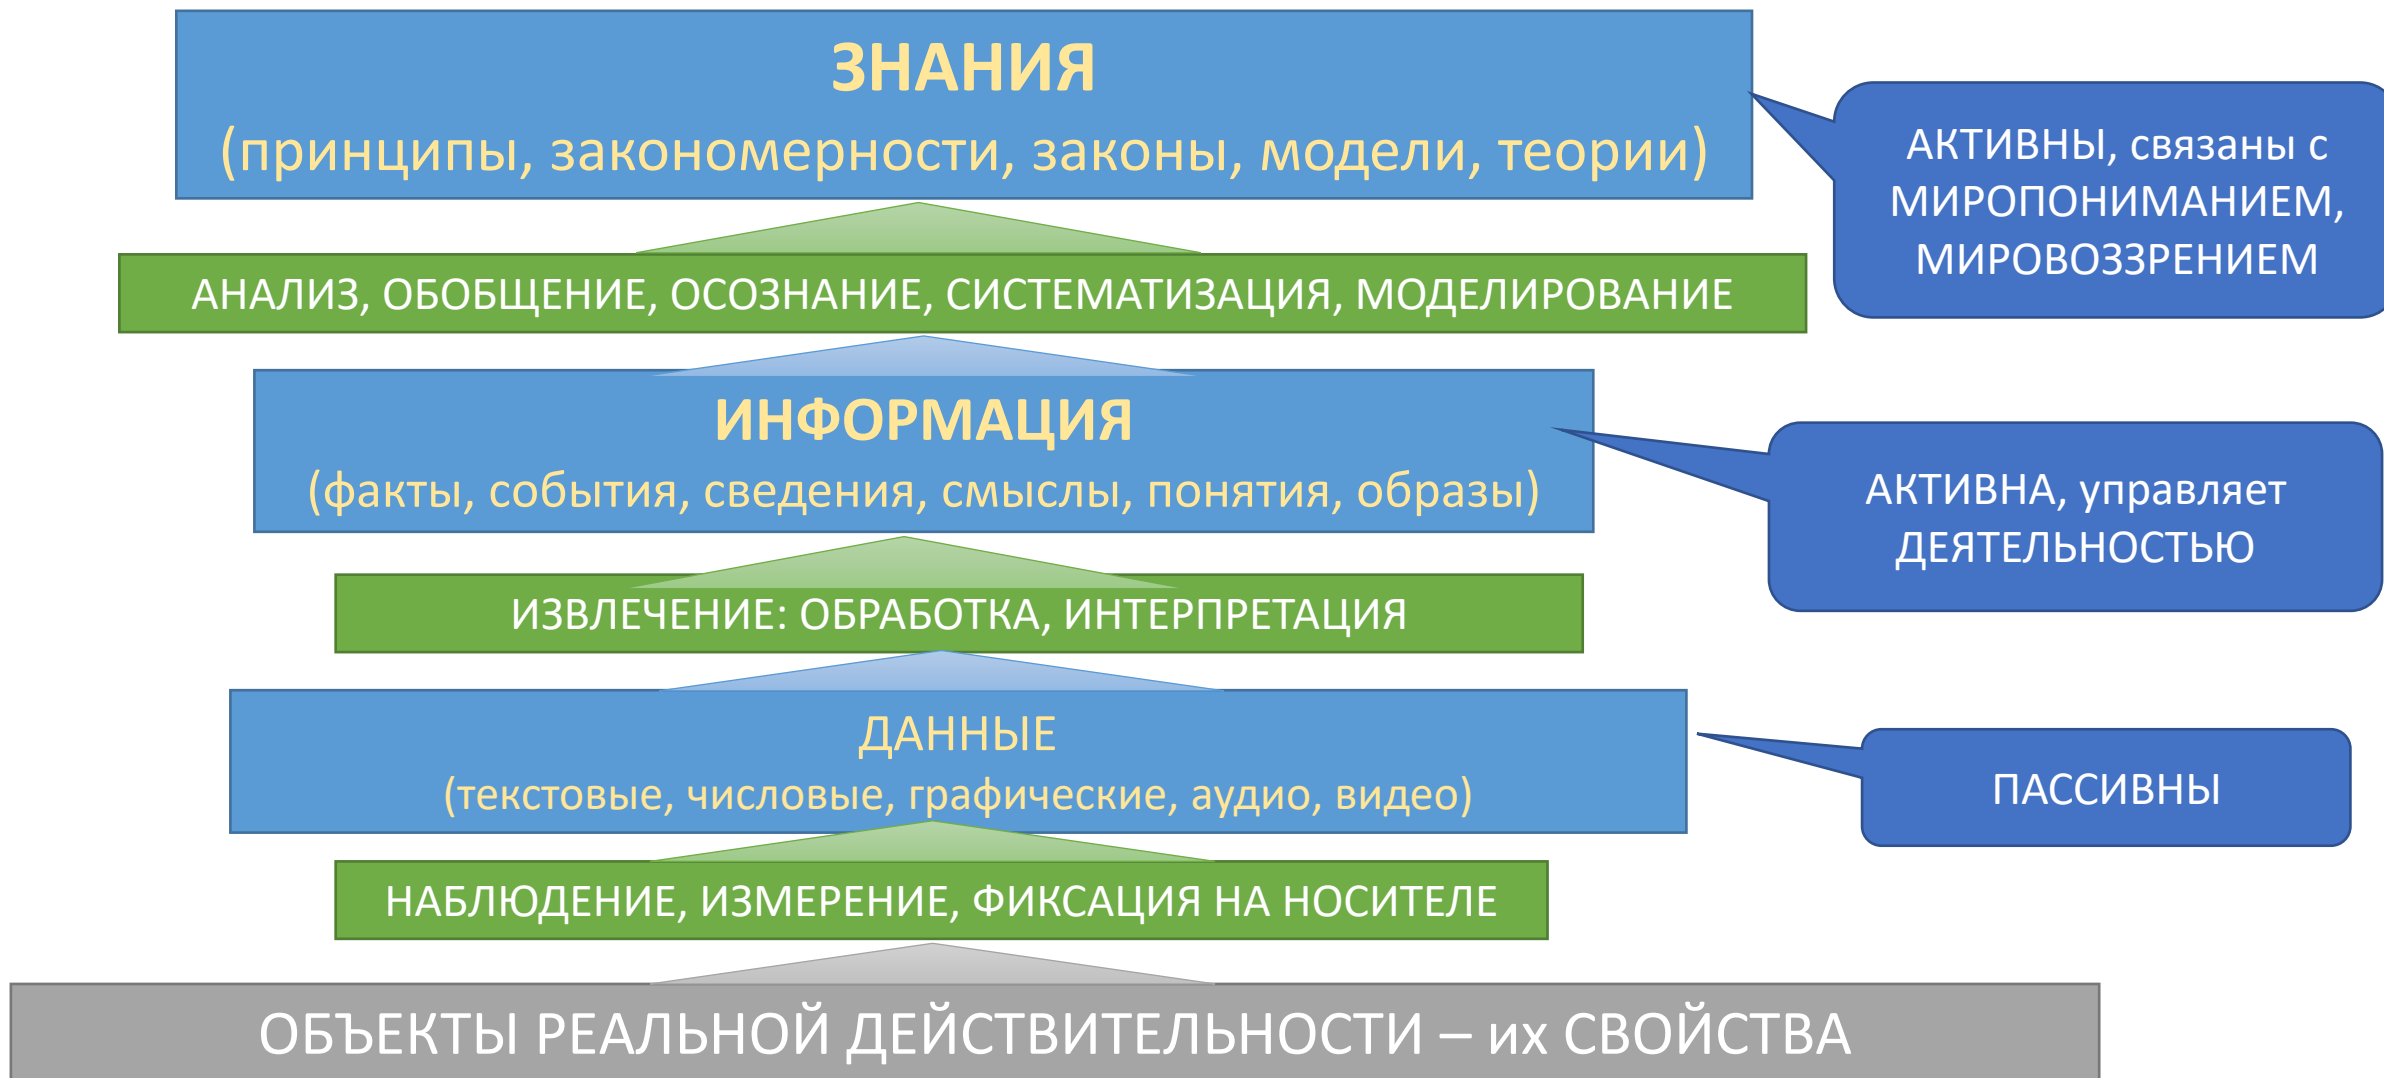 ЗНАНИЯ
(принципы, закономерности, законы, модели, теории)
АКТИВНЫ, связаны с
МИРОПОНИМАНИЕМ,
МИРОВОЗЗРЕНИЕМ
АНАЛИЗ, ОБОБЩЕНИЕ, ОСОЗНАНИЕ, СИСТЕМАТИЗАЦИЯ, МОДЕЛИРОВАНИЕ
ИНФОРМАЦИЯ
(факты, события, сведения, смыслы, понятия, образы)
АКТИВНА, управляет
ДЕЯТЕЛЬНОСТЬЮ
ИЗВЛЕЧЕНИЕ: ОБРАБОТКА, ИНТЕРПРЕТАЦИЯ
ДАННЫЕ
(текстовые, числовые, графические, аудио, видео)
ПАССИВНЫ
НАБЛЮДЕНИЕ, ИЗМЕРЕНИЕ, ФИКСАЦИЯ НА НОСИТЕЛЕ
ОБЪЕКТЫ РЕАЛЬНОЙ ДЕЙСТВИТЕЛЬНОСТИ – их СВОЙСТВА